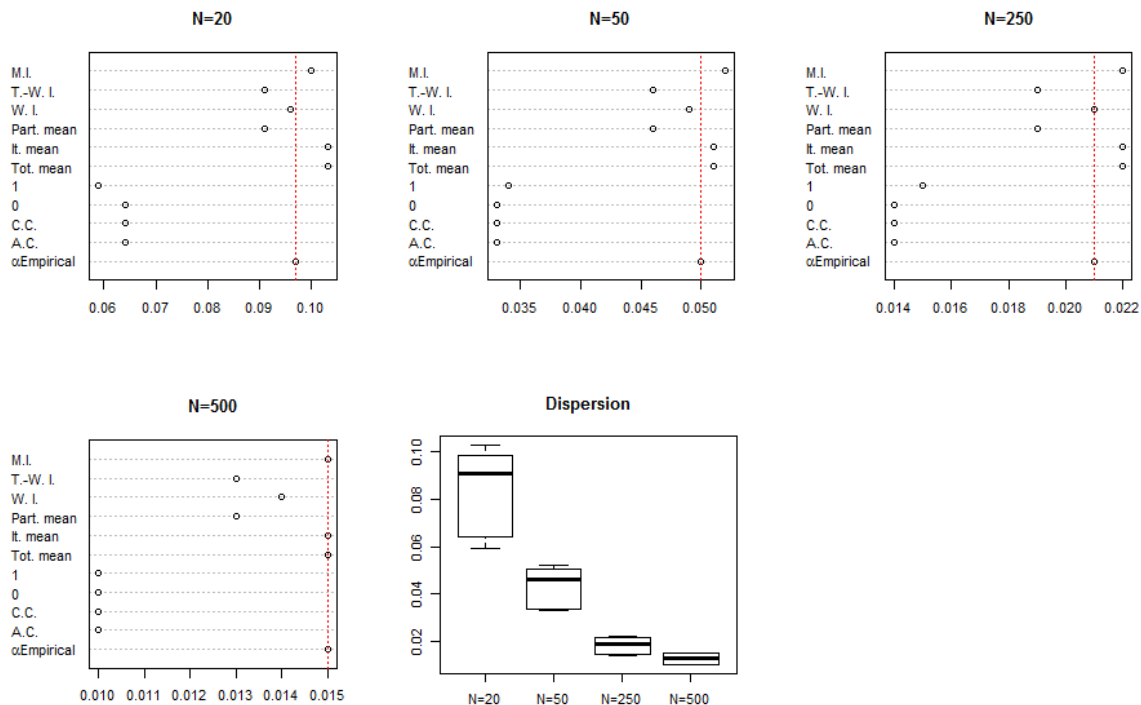 N=20
M.I.
T.-W. I.
W. I.
Part. mean
It. mean
Tot. mean
1
0
C.C.
A.C.
αEmpirical
0.06 0.07 0.08 0.09 0.10
N=50
M.I.
T.-W. I.
W. I.
Part. mean
It. mean
Tot. mean
1
0
C.C.
A.C.
αEmpirical
0.035 0.040 0.045 0.050
N=250
M.I.
T.-W. I.
W. I.
Part. mean
It. mean
Tot. mean
1
0
C.C.
A.C.
αEmpirical
0.014 0.016 0.018 0.020 0.022
N=500
M.I.
T.-W. I.
W. I.
Part. mean
It. mean
Tot. mean
1
0
C.C.
A.C.
αEmpirical
0.010 0.011 0.012 0.013 0.014 0.015
Dispersion
0.10
0.08
0.06
0.04
0.02
N=20 N=50 N=250 N=500